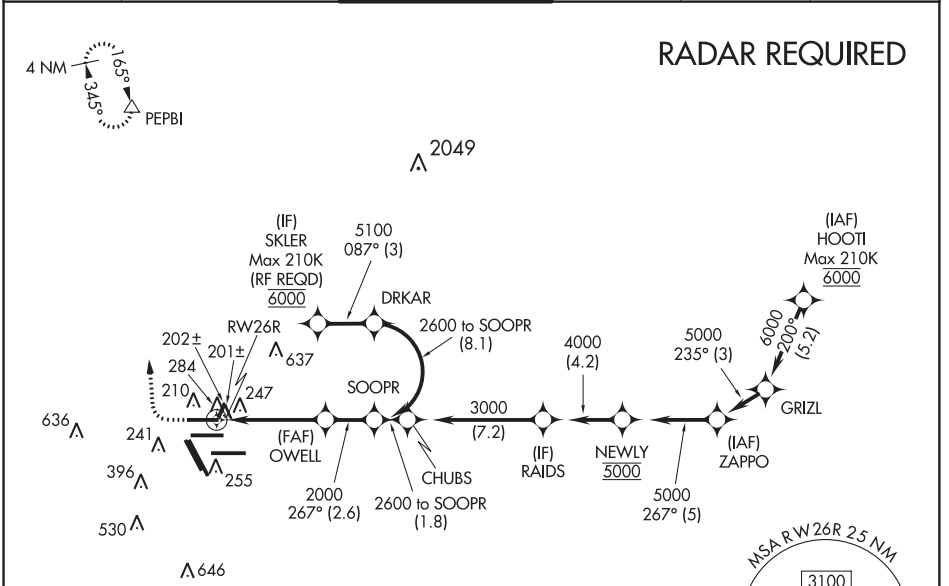 RADAR REQUIRED
4 NM
165°
345°
PEPBI
2049
(IF)
SKLER
Max 210K
(RF REQD)
6000
5100
087° (3)
DRKAR
(IAF)
HOOTI
Max 210K
6000
6000
200°
(5.2)
2600 to SOOPR
(8.1)
4000
(4.2)
5000
235° (3)
GRIZL
RW26R
202±
201±
284
210
247
637
SOOPR
3000
(7.2)
636
241
396
530
255
646
(FAF)
OWELL
CHUBS
(IF)
RAIDS
NEWLY
5000
(IAF)
ZAPPO
2000
267° (2.6)
2600 to SOOPR
(1.8)
5000
267° (5)
MSA RW26R 25 NM
3100